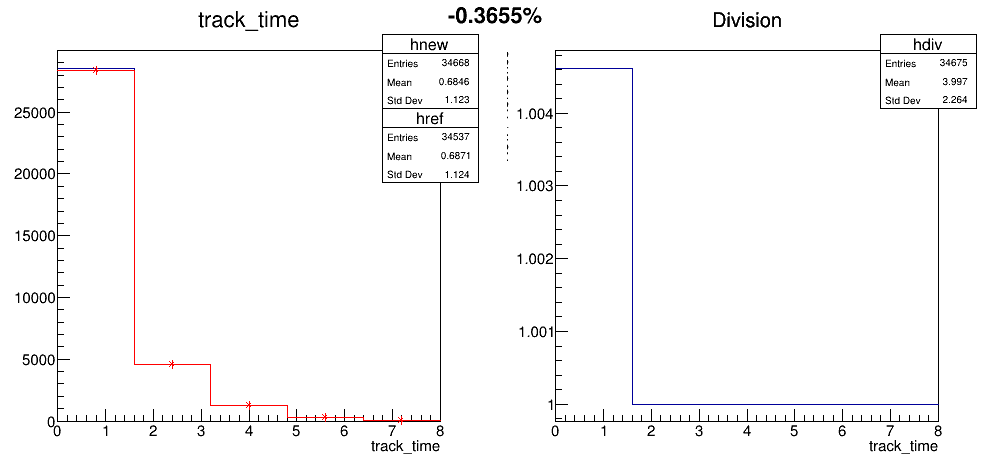 track_time
-0.3655%
Division
hnew
Entries 34668
Mean 0.6846
Std Dev 1.123
href
Entries 34537
Mean 0.6871
Std Dev 1.124
hdiv
Entries 34675
Mean 3.997
Std Dev 2.264
25000
20000
15000
10000
5000
0
0 1 2 3 4 5 6 7 8
track_time
1.004
1.003
1.002
1.001
1
0 1 2 3 4 5 6 7 8
track_time